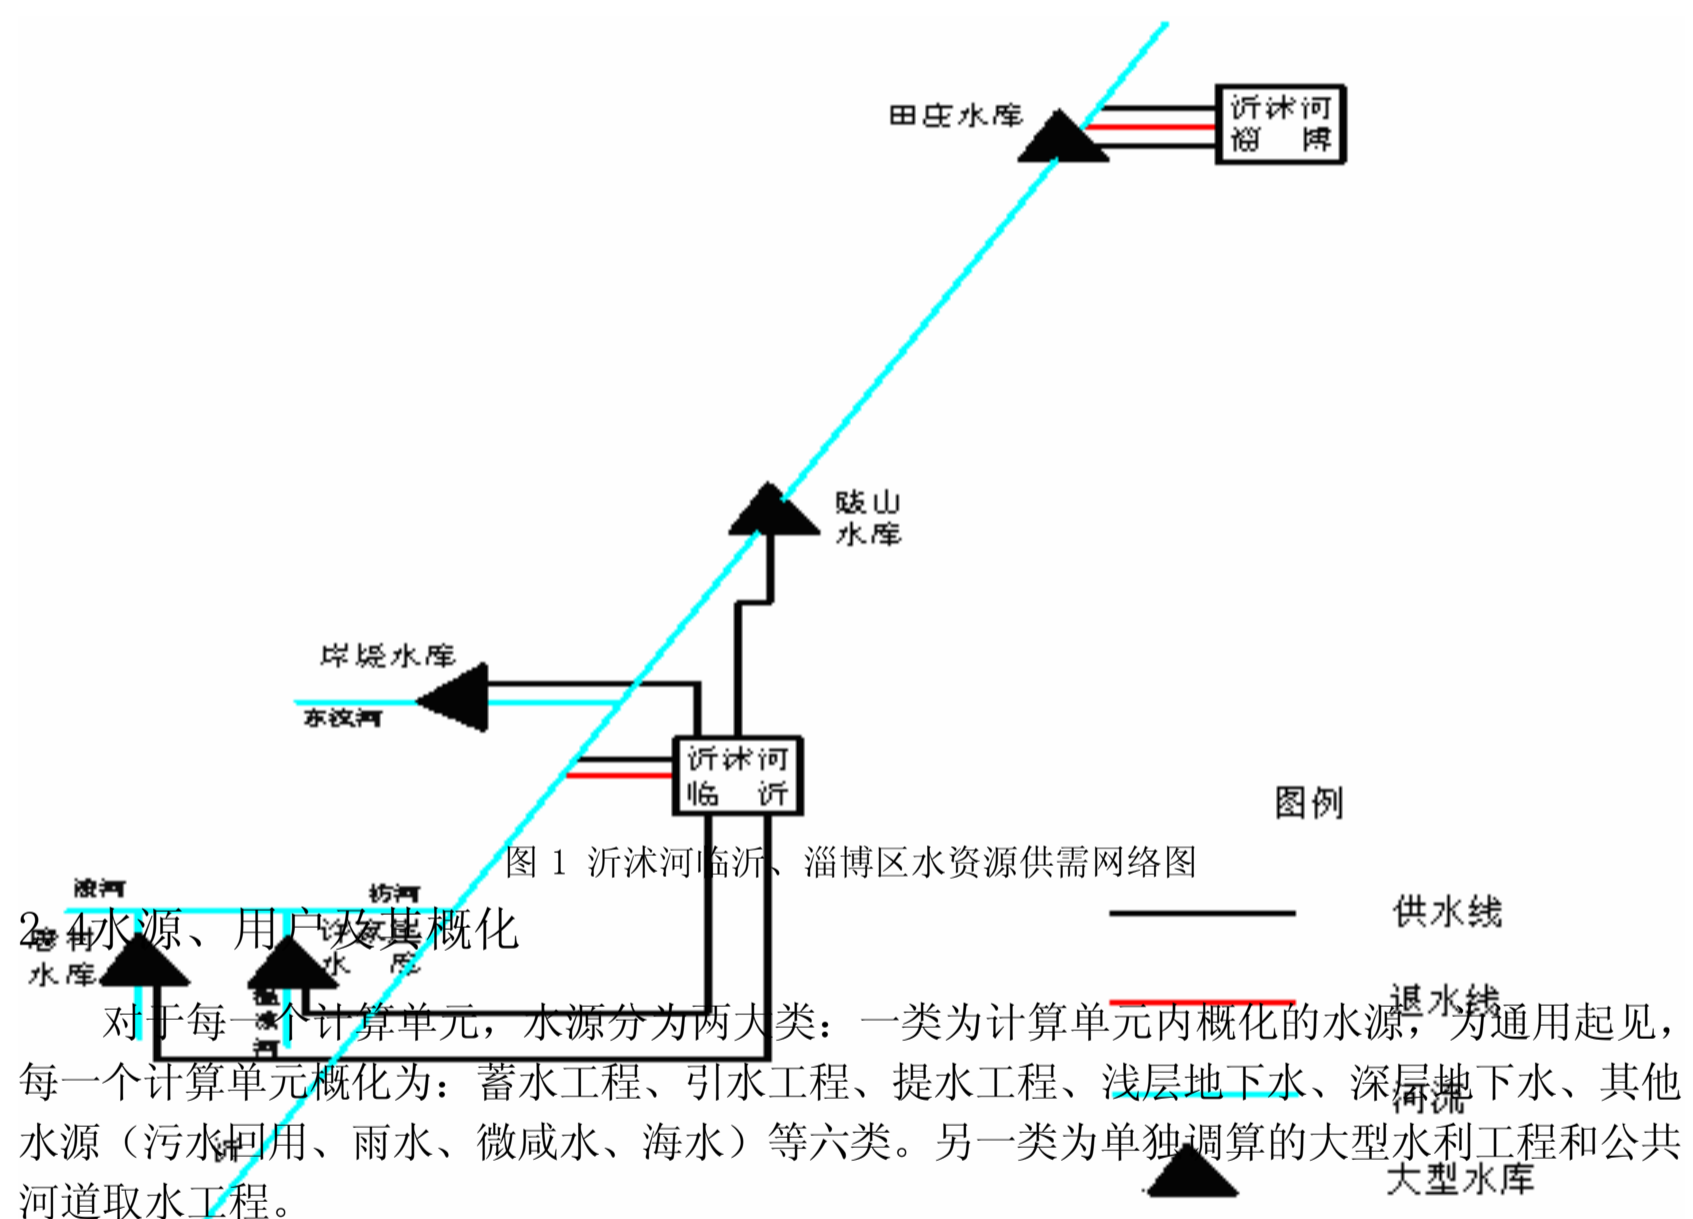 田庄水库
沂沭河
淄 博
跋山
水库
岸堤水库
东汶河
沂沭河
临 沂
图例
图 1 沂沭河临沂、淄博区水资源供需网络图
浚河
祊河
供水线
2.4水源、用户及其概化
水库
水 库
退水线
对于每一个计算单元，水源分为两大类：一类为计算单元内概化的水源，为通用起见，
每一个计算单元概化为：蓄水工程、引水工程、提水工程、浅层地下水、深层地下水、其他
河流
水源（污水回用、雨水、微咸水、海水）等六类。另一类为单独调算的大型水利工程和公共
沂
大型水库
河道取水工程。